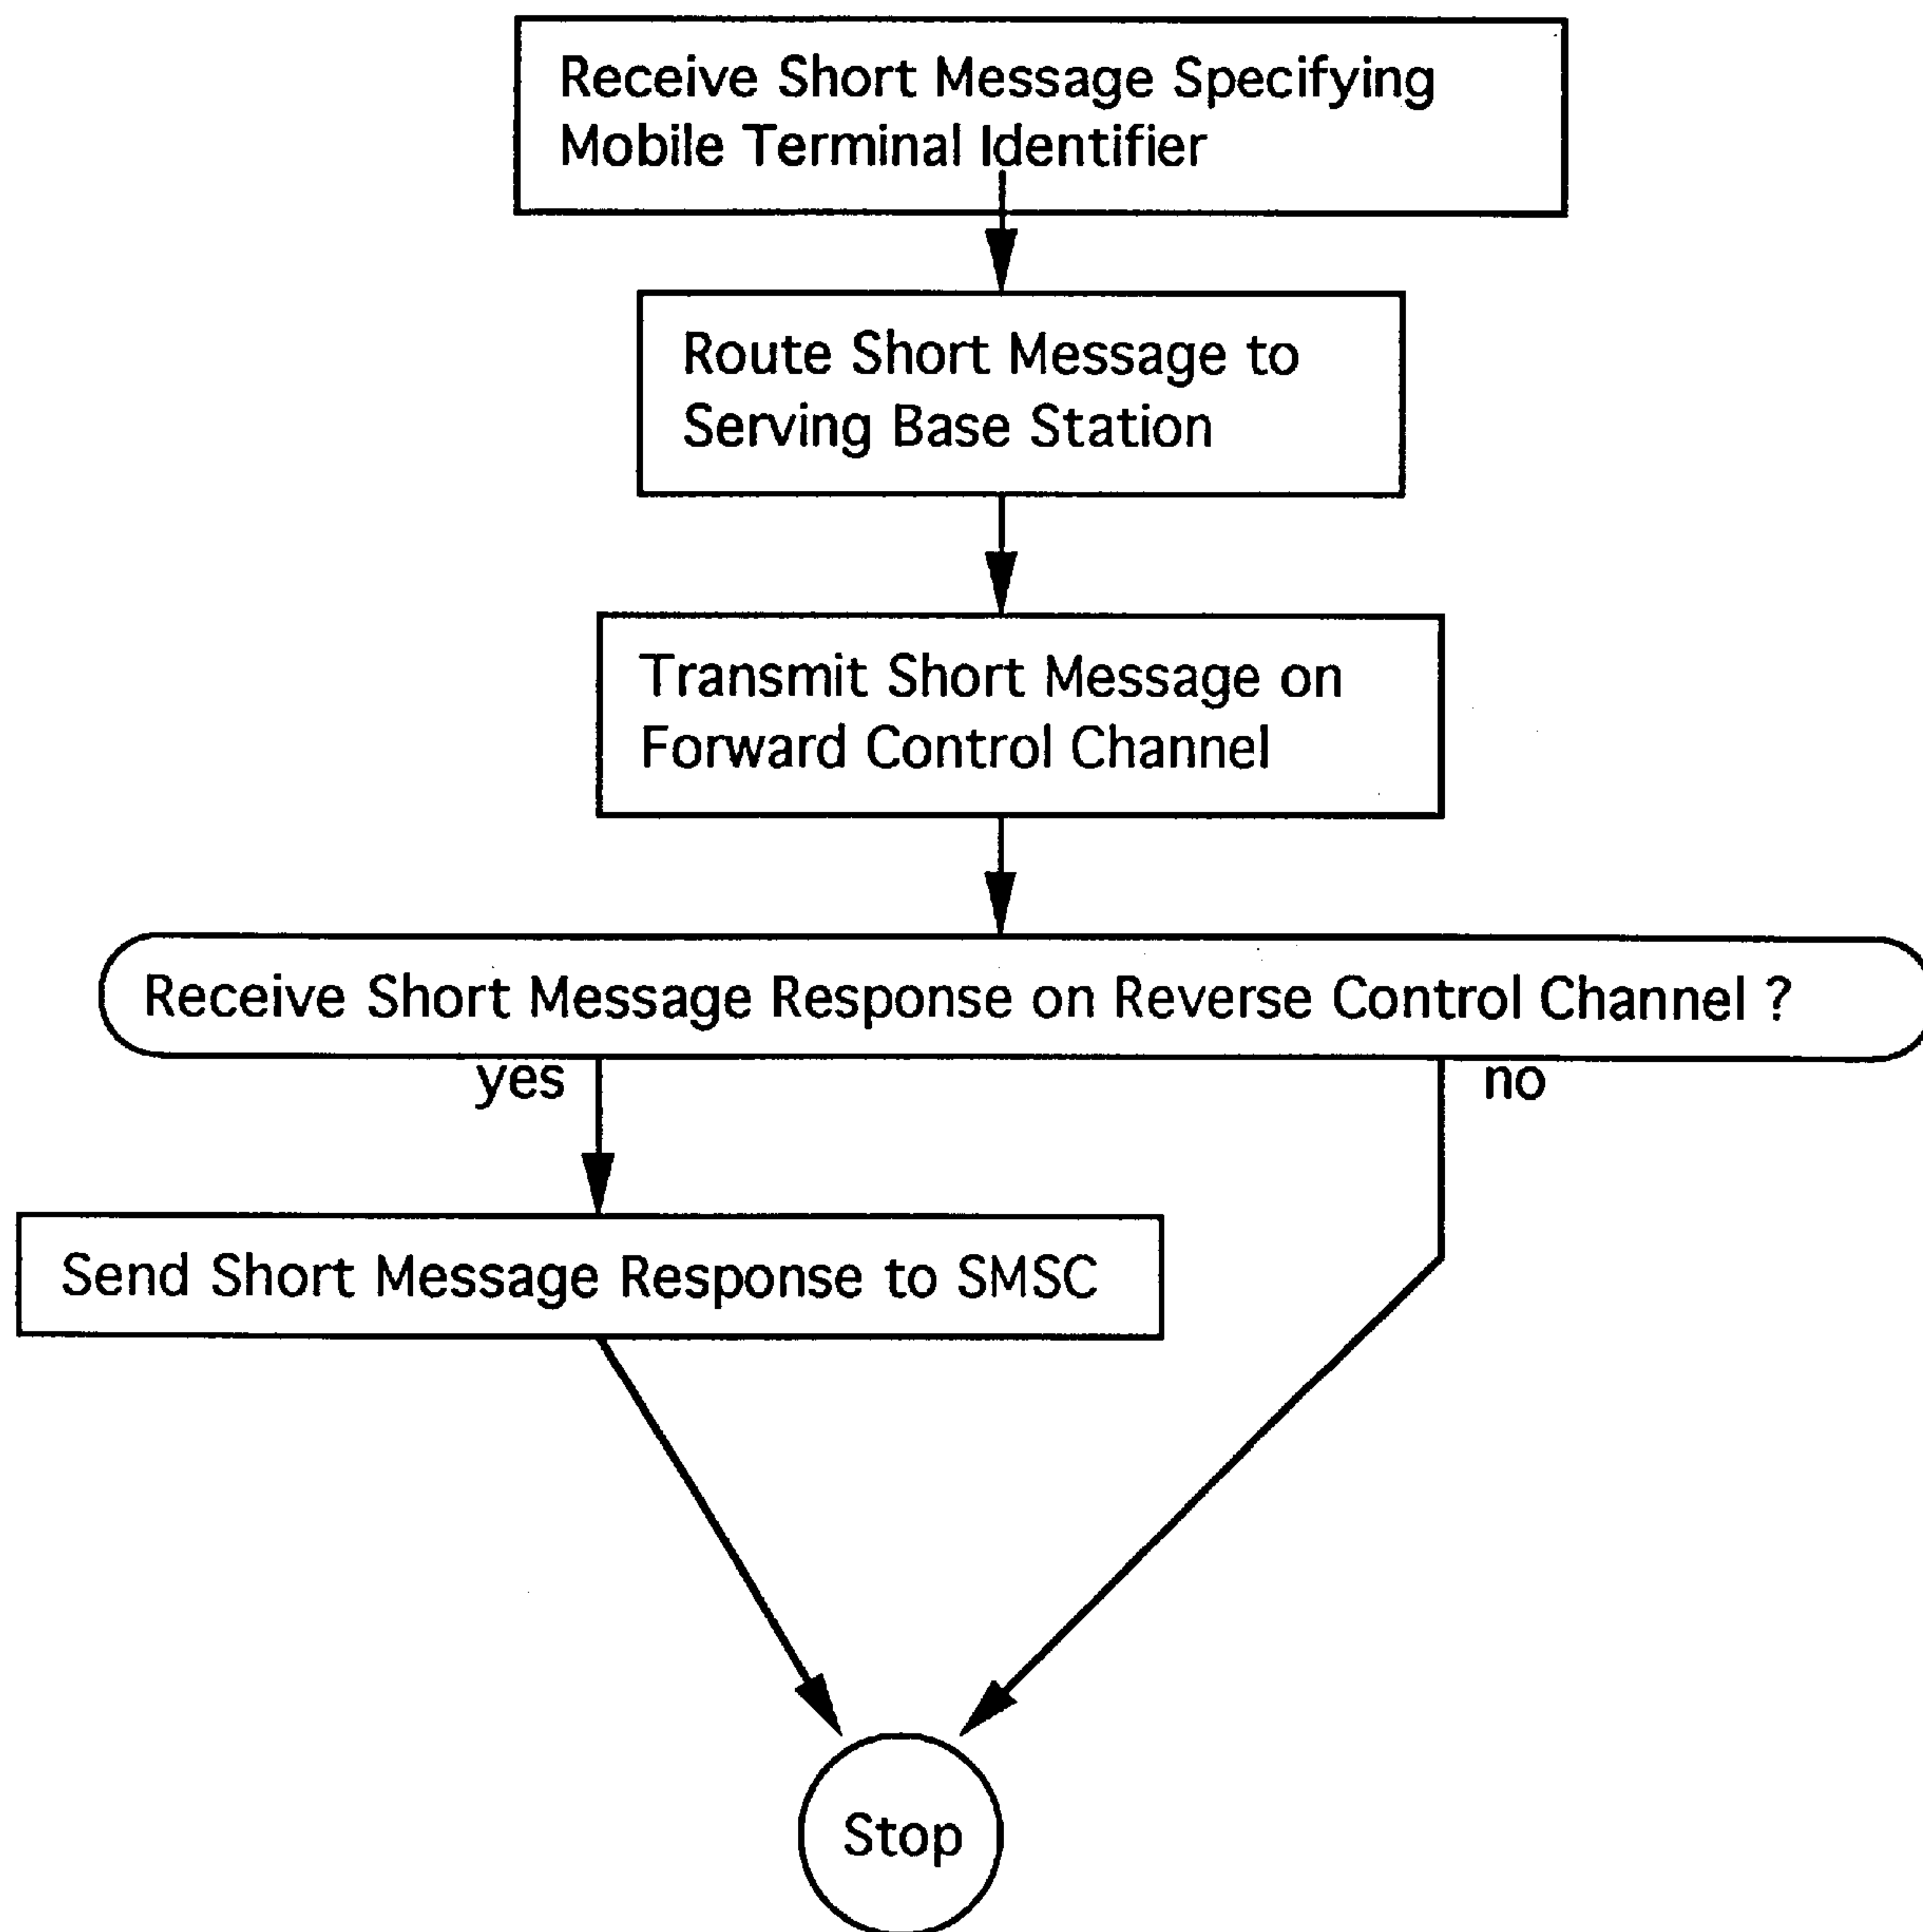 Receive Short Message Specifying
Mobile Terminal Identifier
Route Short Message to
Serving Base Station
Transmit Short Message on
Forward Control Channel
Receive Short Message Response on Reverse Control Channel ?
yes
no
Send Short Message Response to SMSC
Stop